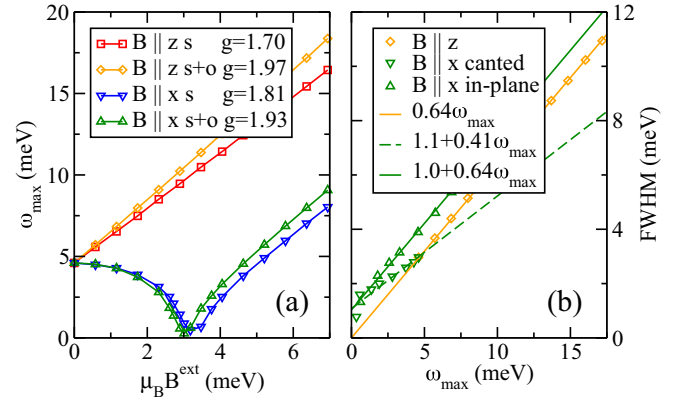 20
15
10
5
0
ω_max (meV)
B || z s g=1.70
B || z s+o g=1.97
B || x s g=1.81
B || x s+o g=1.93
(a)
0 2 4 6
μ_B B^ext (meV)
B || z
B || x canted
B || x in-plane
0.64ω_max
1.1+0.41ω_max
1.0+0.64ω_max
(b)
0 5 10 15
ω_max (meV)
12
8
4
0
FWHM (meV)